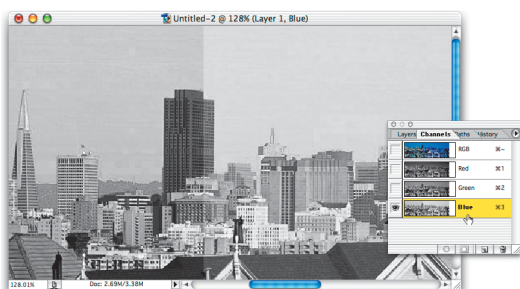 Untitled-2 @ 128% (Layer 1, Blue)
Layers Channels Paths History
RGB ⌘~
Red ⌘1
Green ⌘2
Blue ⌘3
128.01% Doc: 2.69M/3.38M